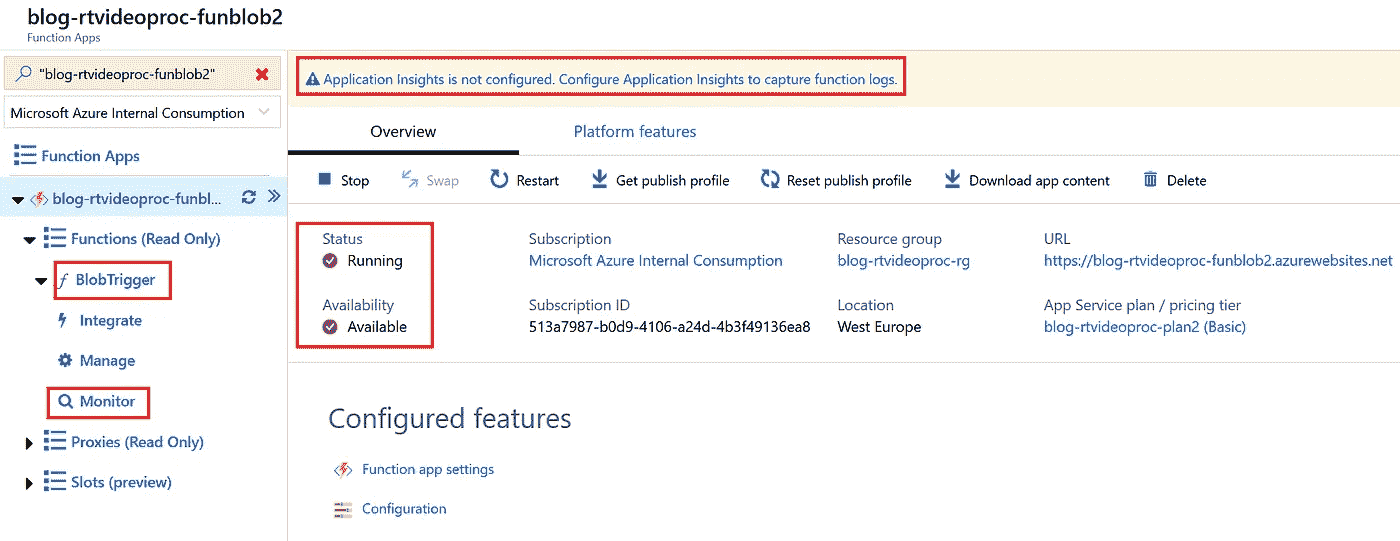 blog-rtvideoproc-funblob2
Function Apps
"blog-rtvideoproc-funblob2"
Microsoft Azure Internal Consumption
Function Apps
blog-rtvideoproc-funbl...
Functions (Read Only)
f BlobTrigger
Integrate
Manage
Monitor
Proxies (Read Only)
Slots (preview)
Application Insights is not configured. Configure Application Insights to capture function logs.
Overview Platform features
Stop Swap Restart Get publish profile Reset publish profile Download app content Delete
Status Subscription Resource group URL
Running Microsoft Azure Internal Consumption blog-rtvideoproc-rg https://blog-rtvideoproc-funblob2.azurewebsites.net
Availability Subscription ID Location App Service plan / pricing tier
Available 513a7987-b0d9-4106-a24d-4b3f49136ea8 West Europe blog-rtvideoproc-plan2 (Basic)
Configured features
Function app settings
Configuration